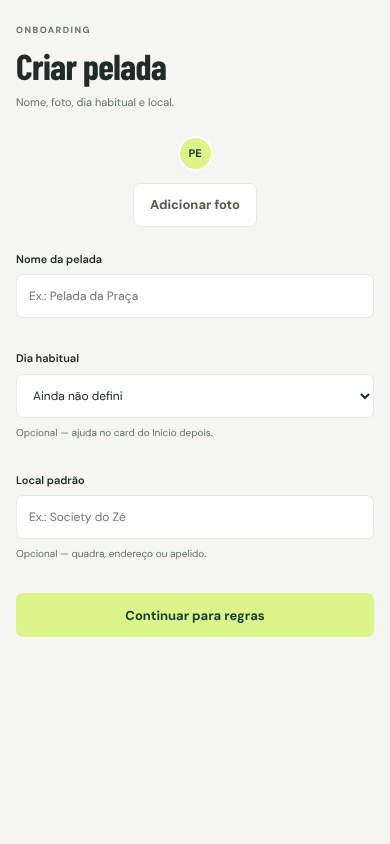 ONBOARDING
Criar pelada
Nome, foto, dia habitual e local.
PE
Adicionar foto
Nome da pelada
Ex.: Pelada da Praça
Dia habitual
Ainda não defini
Opcional — ajuda no card do Início depois.
Local padrão
Ex.: Society do Zé
Opcional — quadra, endereço ou apelido.
Continuar para regras